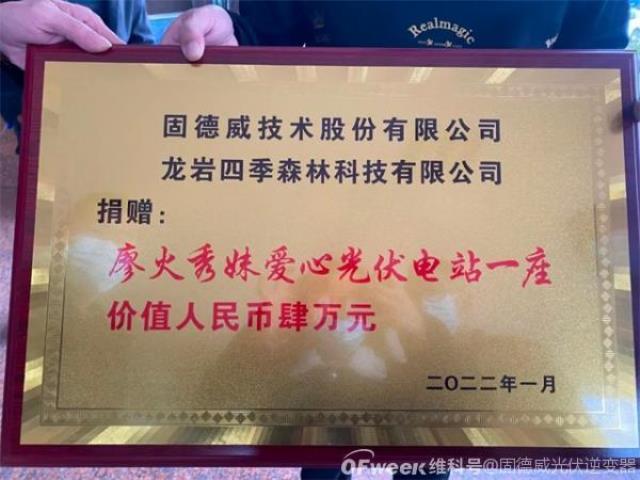 Realmagic
固德威技术股份有限公司
龙岩四季森林科技有限公司
捐赠：
廖火秀妹爱心光伏电站一座
价值人民币肆万元
二〇二二年一月
OFweek 维科号@固德威光伏逆变器